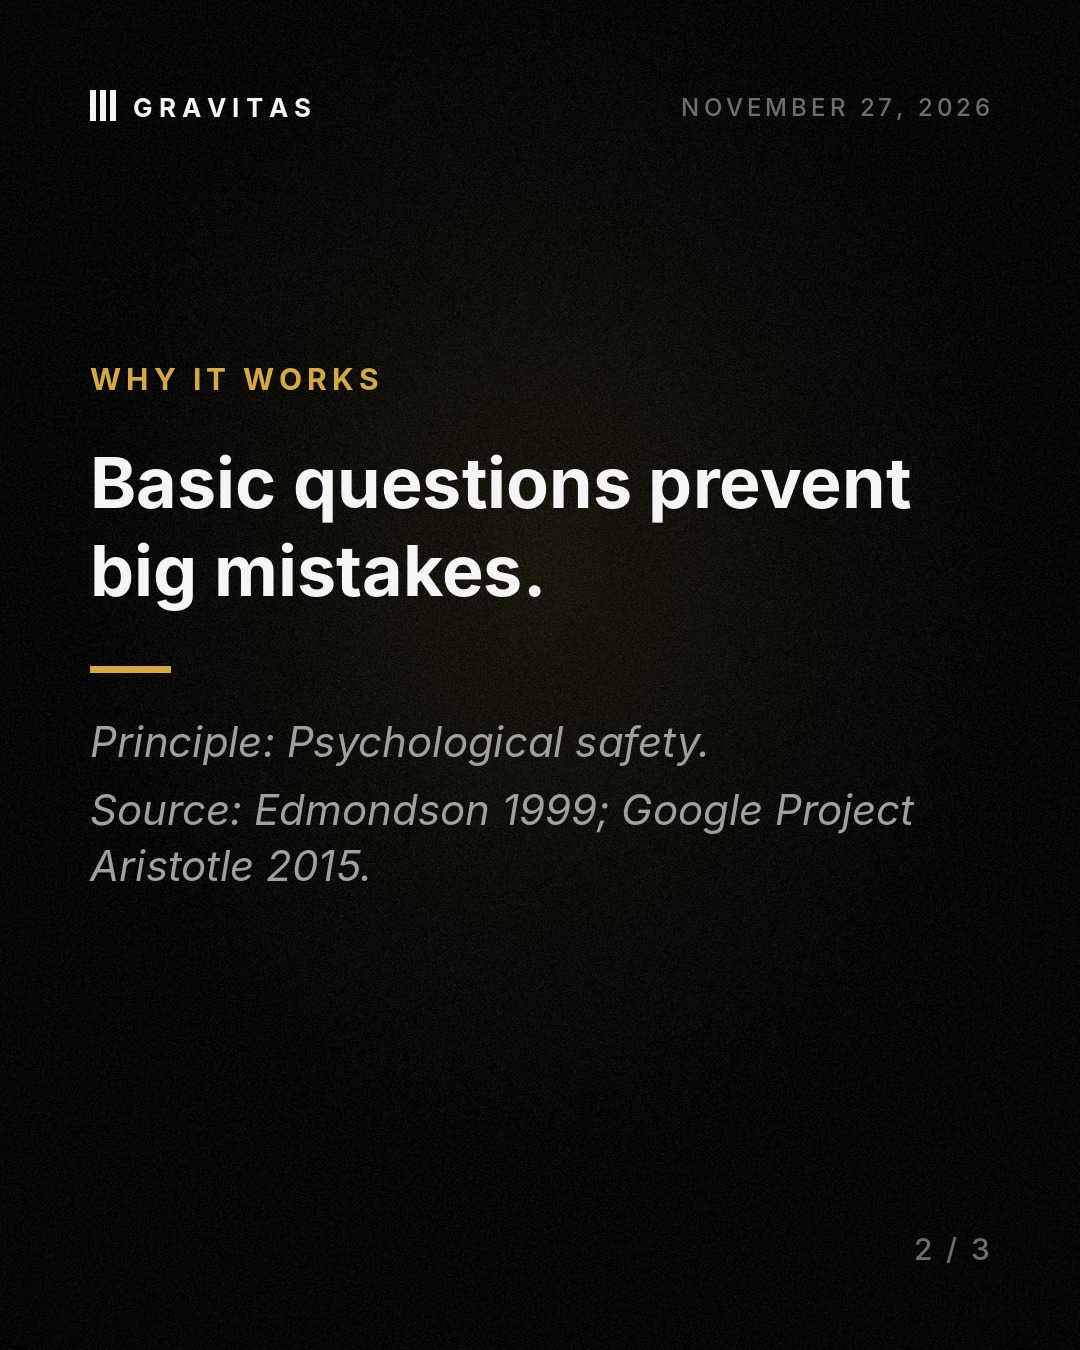 GRAVITAS
NOVEMBER 27, 2026
WHY IT WORKS
Basic questions prevent
big mistakes.
Principle: Psychological safety.
Source: Edmondson 1999; Google Project
Aristotle 2015.
2 / 3